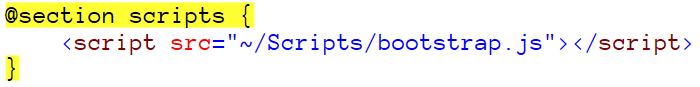 @section scripts {
    <script src="~/Scripts/bootstrap.js"></script>
}